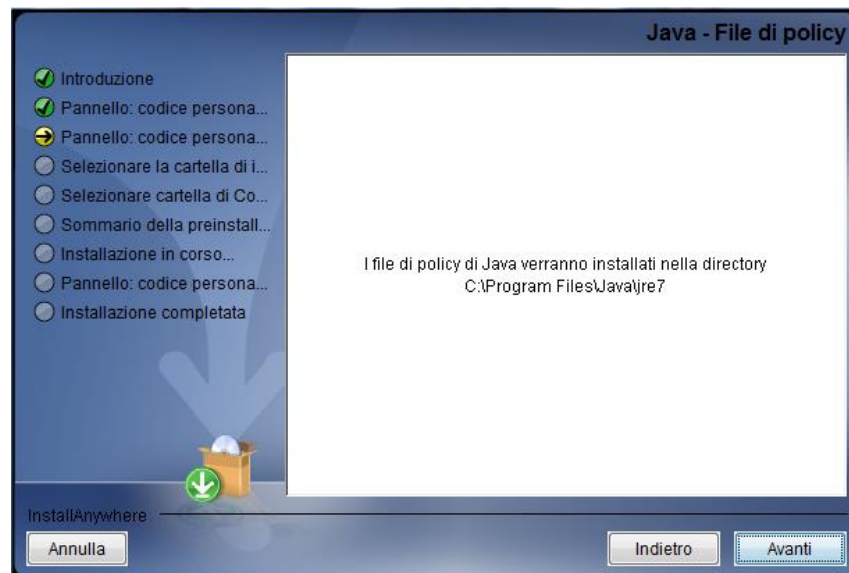 Java - File di policy
Introduzione
Pannello: codice persona...
Pannello: codice persona...
Selezionare la cartella di i...
Selezionare cartella di Co...
Sommario della preinstall...
Installazione in corso...
Pannello: codice persona...
Installazione completata
I file di policy di Java verranno installati nella directory
C:\Program Files\Java\jre7
InstallAnywhere
Annulla
Indietro
Avanti